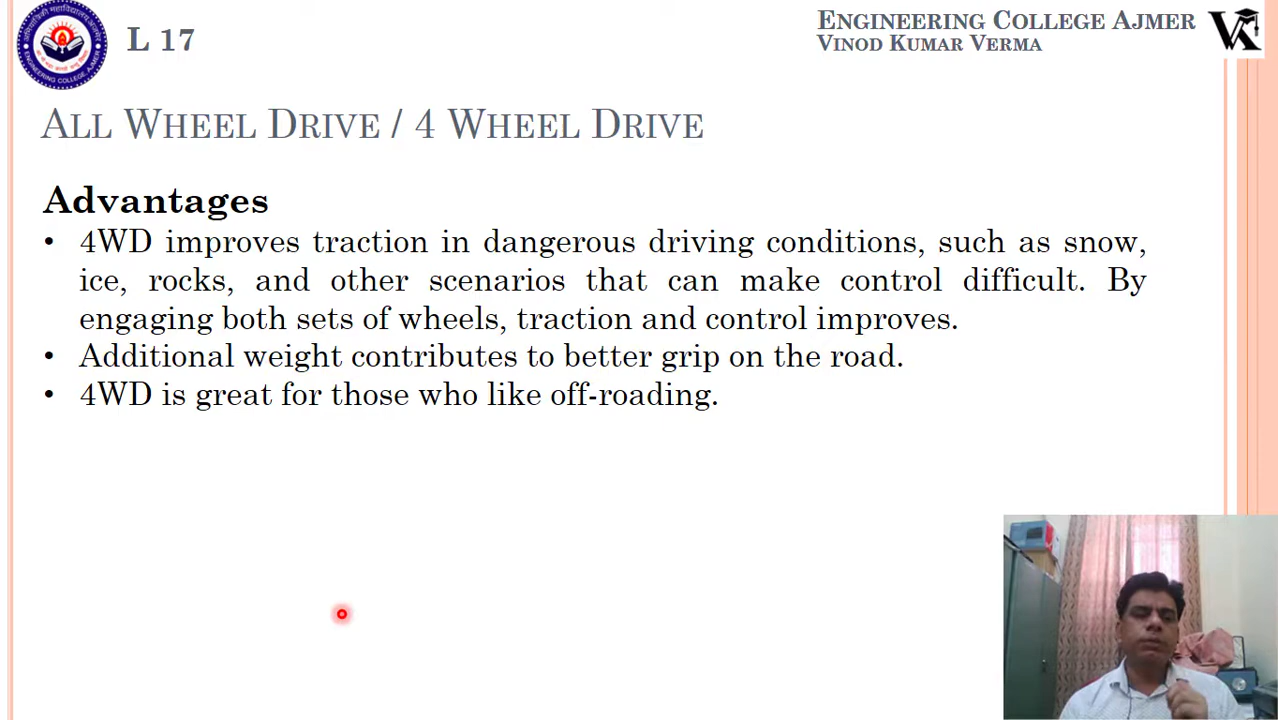 L 17
ENGINEERING COLLEGE AJMER
VINOD KUMAR VERMA
ALL WHEEL DRIVE / 4 WHEEL DRIVE
Advantages
• 4WD improves traction in dangerous driving conditions, such as snow,
ice, rocks, and other scenarios that can make control difficult. By
engaging both sets of wheels, traction and control improves.
• Additional weight contributes to better grip on the road.
• 4WD is great for those who like off-roading.